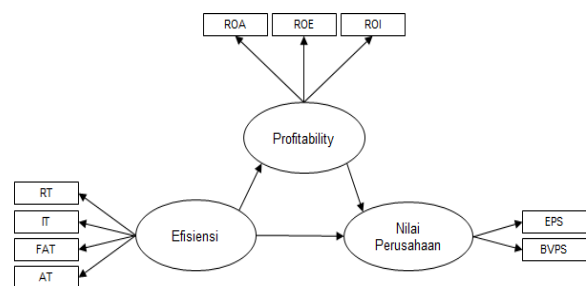 ROA ROE ROI
Profitability
RT
IT
FAT
AT
Efisiensi
Nilai
Perusahaan
EPS
BVPS